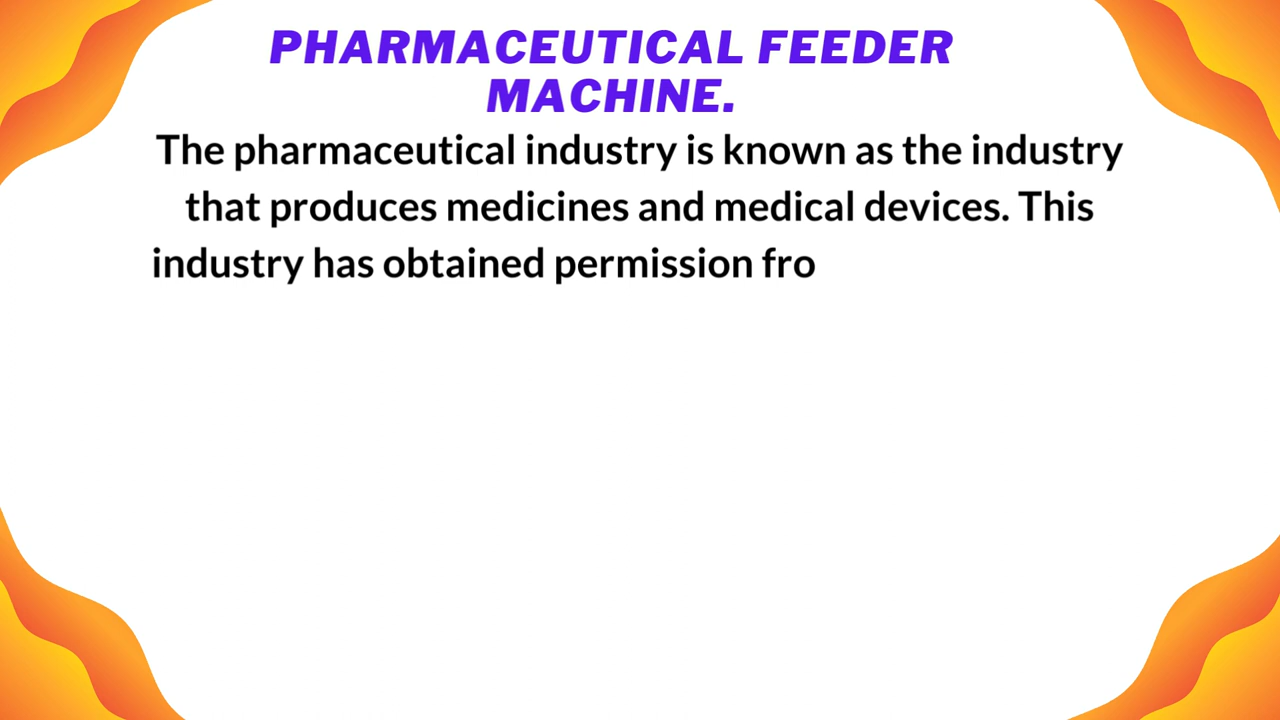 PHARMACEUTICAL FEEDER
MACHINE.
The pharmaceutical industry is known as the industry
that produces medicines and medical devices. This
industry has obtained permission fro